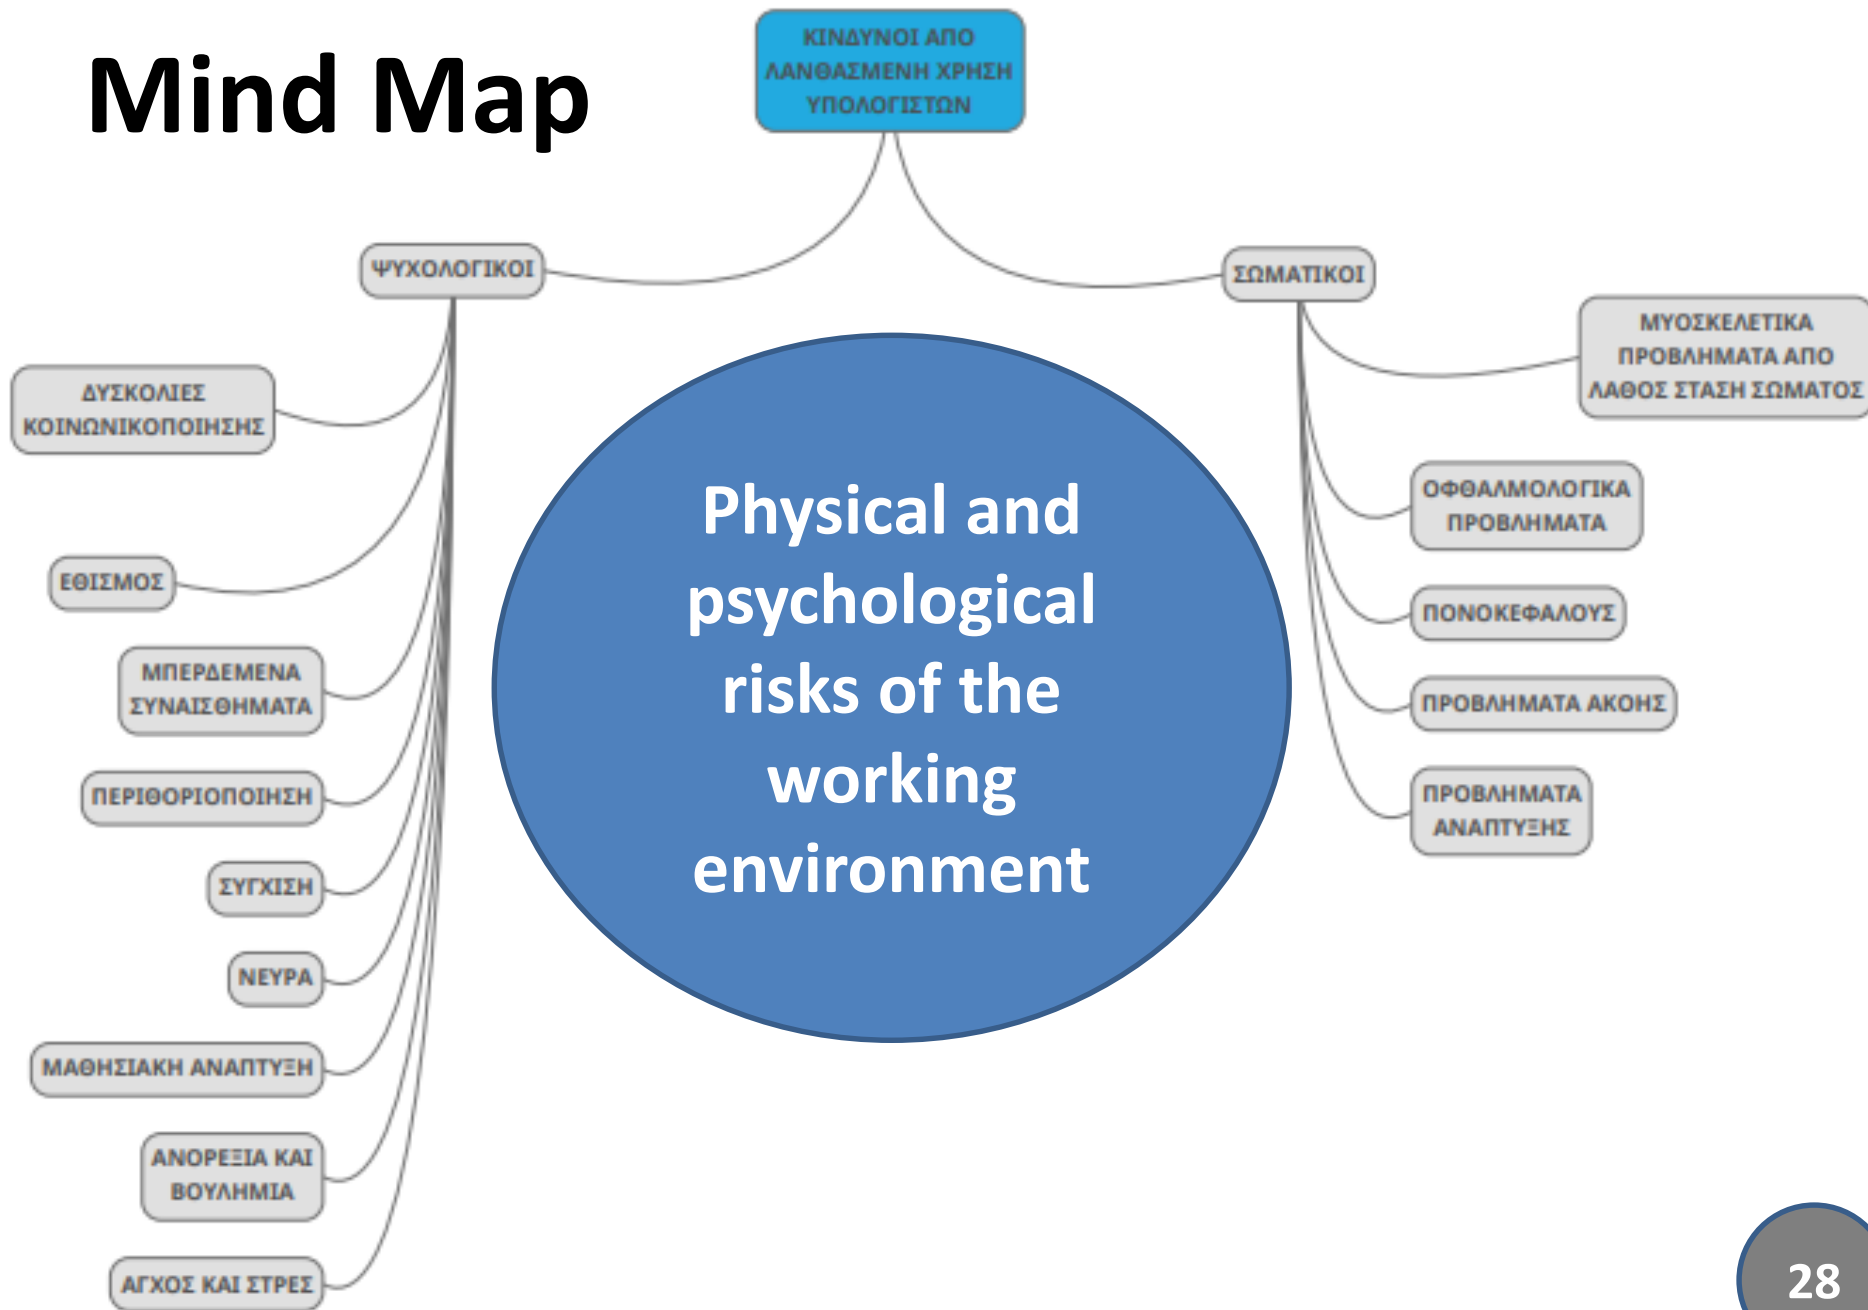 Mind Map
ΚΙΝΔΥΝΟΙ ΑΠΟ
ΛΑΝΘΑΣΜΕΝΗ ΧΡΗΣΗ
ΥΠΟΛΟΓΙΣΤΩΝ
ΨΥΧΟΛΟΓΙΚΟΙ
ΔΥΣΚΟΛΙΕΣ
ΚΟΙΝΩΝΙΚΟΠΟΙΗΣΗΣ
ΕΘΙΣΜΟΣ
ΜΠΕΡΔΕΜΕΝΑ
ΣΥΝΑΙΣΘΗΜΑΤΑ
ΠΕΡΙΘΟΡΙΟΠΟΙΗΣΗ
ΣΥΓΧΙΣΗ
ΝΕΥΡΑ
ΜΑΘΗΣΙΑΚΗ ΑΝΑΠΤΥΞΗ
ΑΝΟΡΕΞΙΑ ΚΑΙ
ΒΟΥΛΗΜΙΑ
ΑΓΧΟΣ ΚΑΙ ΣΤΡΕΣ
Physical and
psychological
risks of the
working
environment
ΣΩΜΑΤΙΚΟΙ
ΜΥΟΣΚΕΛΕΤΙΚΑ
ΠΡΟΒΛΗΜΑΤΑ ΑΠΟ
ΛΑΘΟΣ ΣΤΑΣΗ ΣΩΜΑΤΟΣ
ΟΦΘΑΛΜΟΛΟΓΙΚΑ
ΠΡΟΒΛΗΜΑΤΑ
ΠΟΝΟΚΕΦΑΛΟΥΣ
ΠΡΟΒΛΗΜΑΤΑ ΑΚΟΗΣ
ΠΡΟΒΛΗΜΑΤΑ
ΑΝΑΠΤΥΞΗΣ
28